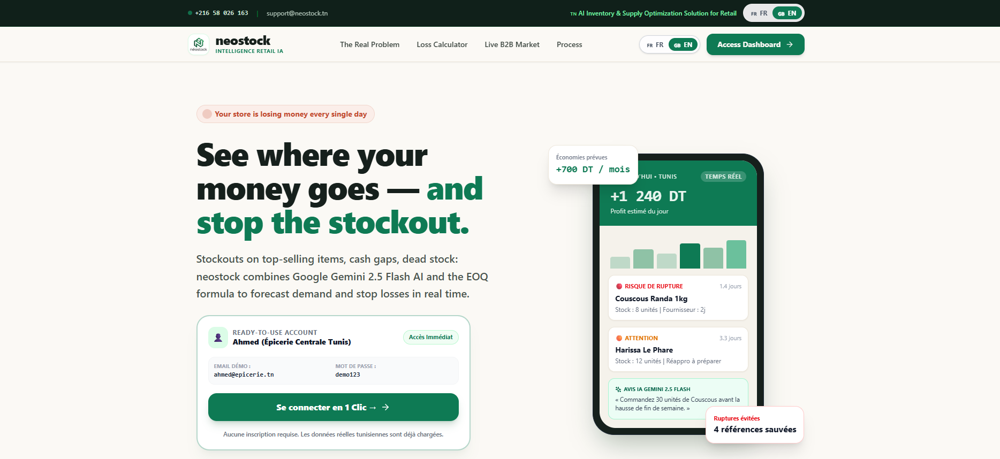 +216 58 026 163 | support@neostock.tn
TN AI Inventory & Supply Optimization Solution for Retail
FR FR GB EN
néostock
neostock
INTELLIGENCE RETAIL IA
The Real Problem
Loss Calculator
Live B2B Market
Process
FR FR GB EN
Access Dashboard →
Your store is losing money every single day
See where your
money goes — and
stop the stockout.
Stockouts on top-selling items, cash gaps, dead stock:
neostock combines Google Gemini 2.5 Flash AI and the EOQ
formula to forecast demand and stop losses in real time.
READY-TO-USE ACCOUNT
Ahmed (Épicerie Centrale Tunis)
Accès Immédiat
EMAIL DÉMO :
ahmed@epicerie.tn
MOT DE PASSE :
demo123
Se connecter en 1 Clic → →
Aucune inscription requise. Les données réelles tunisiennes sont déjà chargées.
Économies prévues
+700 DT / mois
D'HUI • TUNIS
TEMPS RÉEL
+1 240 DT
Profit estimé du jour
RISQUE DE RUPTURE
1.4 jours
Couscous Randa 1kg
Stock : 8 unités | Fournisseur : 2j
ATTENTION
3.3 jours
Harissa Le Phare
Stock : 12 unités | Réappro à préparer
AVIS IA GEMINI 2.5 FLASH
« Commandez 30 unités de Couscous avant la
hausse de fin de semaine. »
Ruptures évitées
4 références sauvées